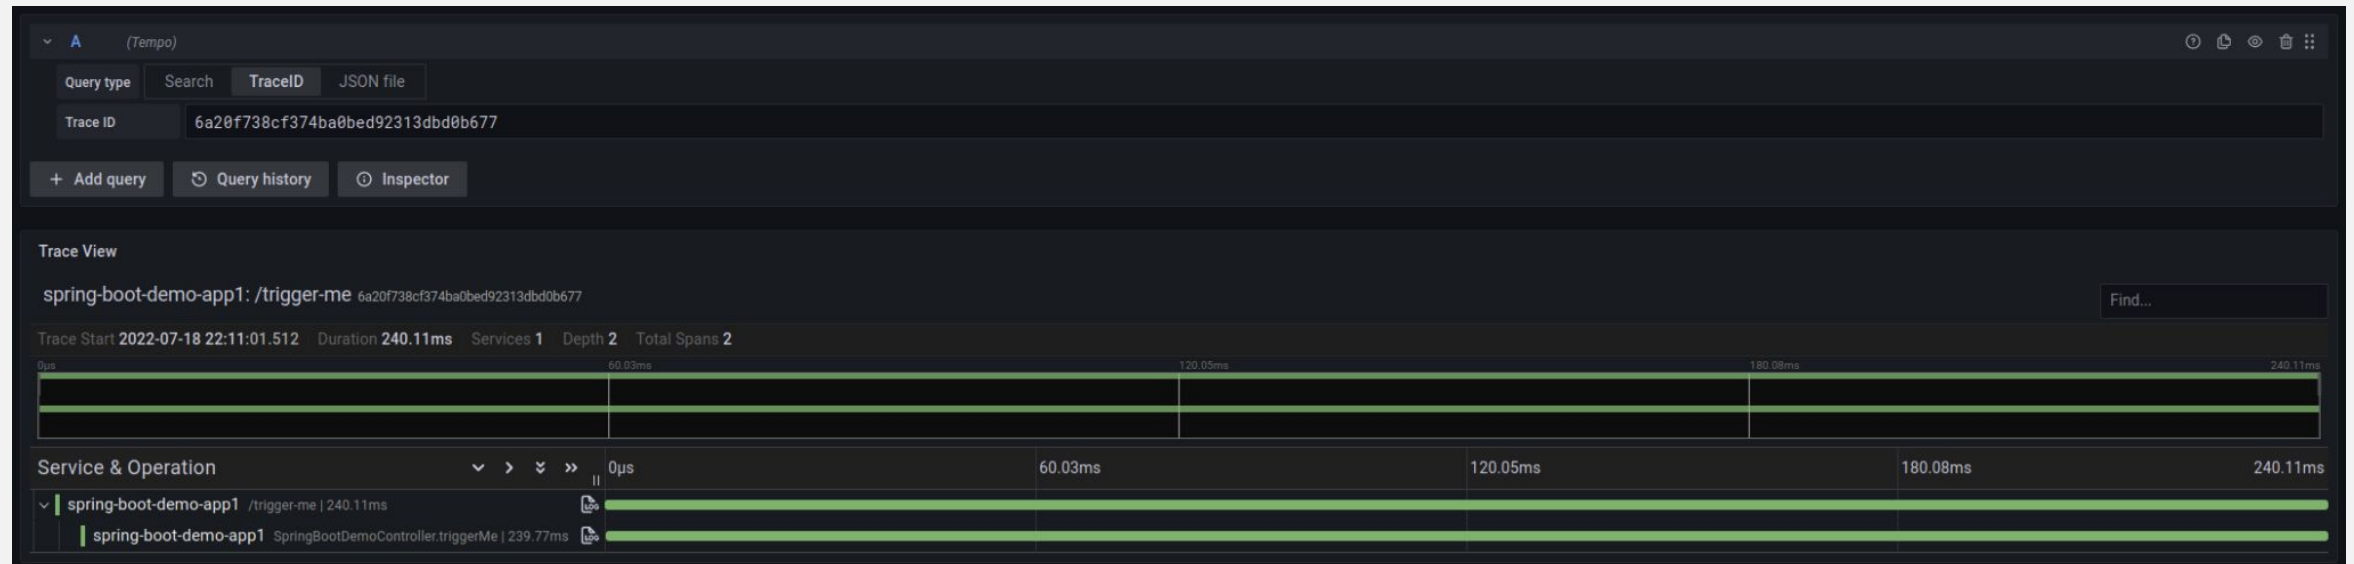 A (Tempo)
Query type Search TraceID JSON file
Trace ID 6a20f738cf374ba0bed92313dbd0b677
+ Add query Query history Inspector
Trace View
spring-boot-demo-app1: /trigger-me 6a20f738cf374ba0bed92313dbd0b677
Find...
Trace Start 2022-07-18 22:11:01.512 Duration 240.11ms Services 1 Depth 2 Total Spans 2
0μs 60.03ms 120.05ms 180.08ms 240.11ms
Service & Operation 0μs 60.03ms 120.05ms 180.08ms 240.11ms
spring-boot-demo-app1 /trigger-me | 240.11ms LOG
spring-boot-demo-app1 SpringBootDemoController.triggerMe | 239.77ms LOG